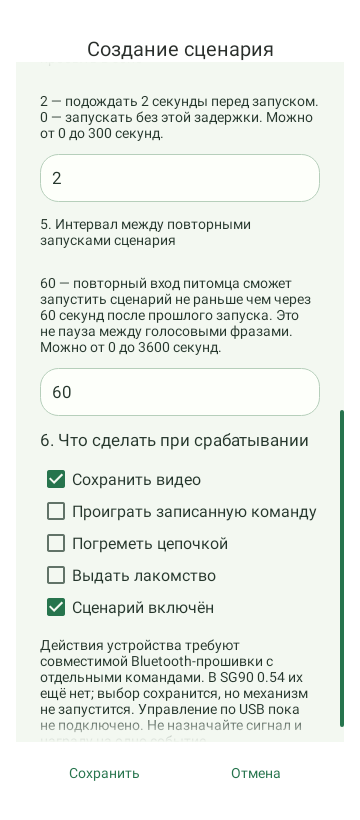 Создание сценария
2 — подождать 2 секунды перед запуском.
0 — запускать без этой задержки. Можно
от 0 до 300 секунд.
2
5. Интервал между повторными
запусками сценария
60 — повторный вход питомца сможет
запустить сценарий не раньше чем через
60 секунд после прошлого запуска. Это
не пауза между голосовыми фразами.
Можно от 0 до 3600 секунд.
60
6. Что сделать при срабатывании
Сохранить видео
Проиграть записанную команду
Погреметь цепочкой
Выдать лакомство
Сценарий включён
Действия устройства требуют
совместимой Bluetooth-прошивки с
отдельными командами. В SG90 0.54 их
ещё нет; выбор сохранится, но механизм
не запустится. Управление по USB пока
не подключено. Не назначайте сигнал и
Сохранить
Отмена